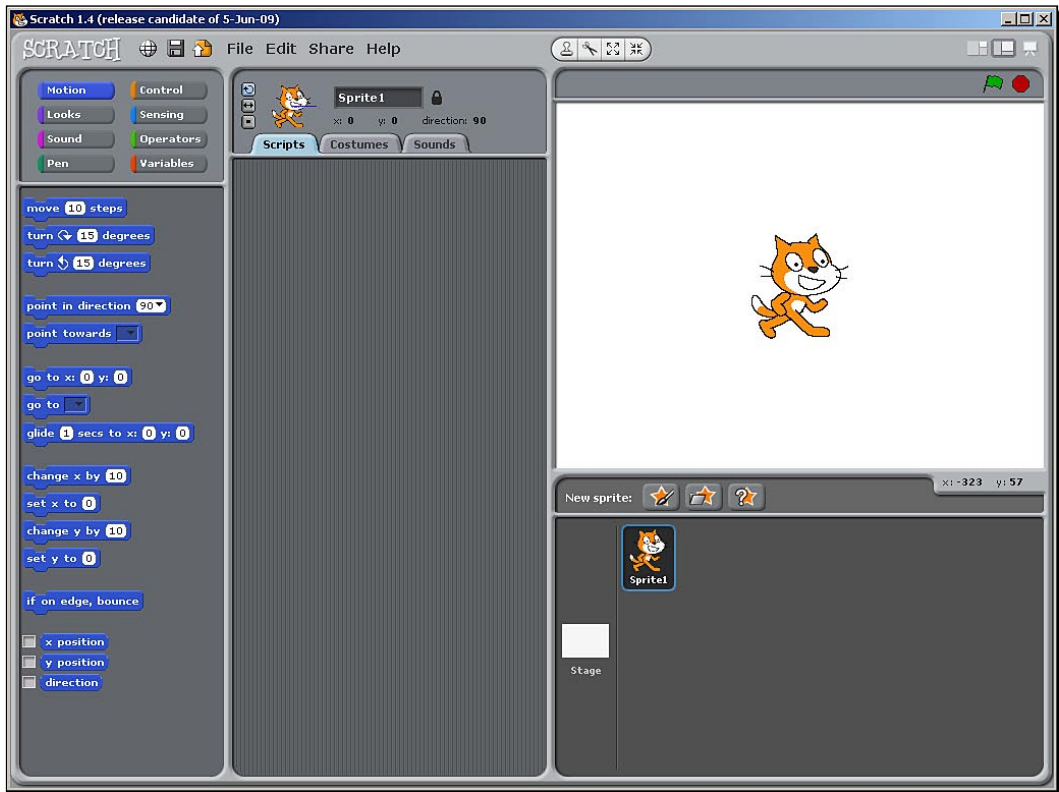 Scratch 1.4 (release candidate of 5-Jun-09)
SCRATCH File Edit Share Help
Motion Control
Looks Sensing
Sound Operators
Pen Variables
Sprite1
x: 0 y: 0 direction: 90
Scripts Costumes Sounds
move 10 steps
turn 15 degrees
turn 15 degrees
point in direction 90
point towards
go to x: 0 y: 0
go to
glide 1 secs to x: 0 y: 0
change x by 10
set x to 0
change y by 10
set y to 0
if on edge, bounce
x position
y position
direction
x: -323 y: 57
New sprite:
Sprite1
Stage